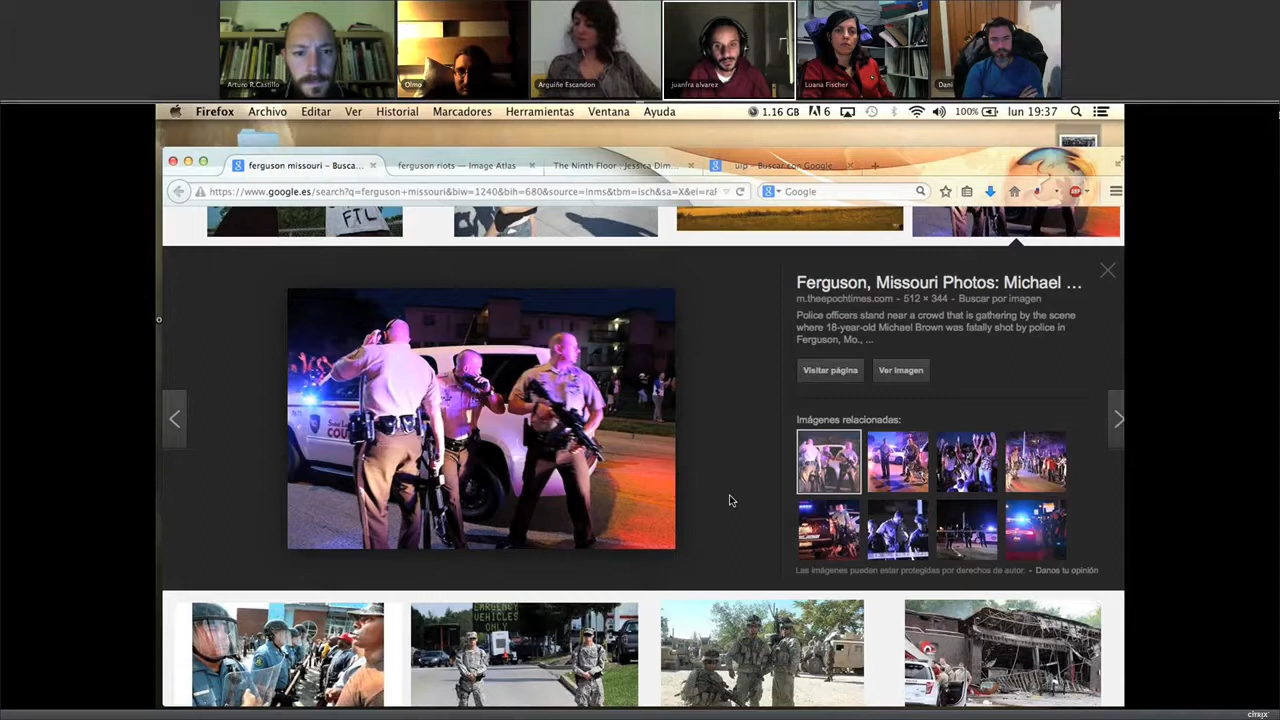 Arturo R.Castillo
Olmo
Arguiñe Escandon
juanfra alvarez
Luana Fischer
Dani
Firefox Archivo Editar Ver Historial Marcadores Herramientas Ventana Ayuda 1.16 GB 6 100% lun 19:37
ferguson missouri – Busca... ferguson riots — Image Atlas The Ninth Floor . Jessica Dim... uip - Buscar con Google
https://www.google.es/search?q=ferguson+missouri&biw=1240&bih=680&source=lnms&tbm=isch&sa=X&ei=raF Google
FTL
Ferguson, Missouri Photos: Michael ...
m.theepochtimes.com - 512 × 344 - Buscar por imagen
Police officers stand near a crowd that is gathering by the scene
where 18-year-old Michael Brown was fatally shot by police in
Ferguson, Mo., ...
Visitar página Ver imagen
Imágenes relacionadas:
Las imágenes pueden estar protegidas por derechos de autor. - Danos tu opinión
EMERGENCY
VEHICLES
ONLY
CITRIX